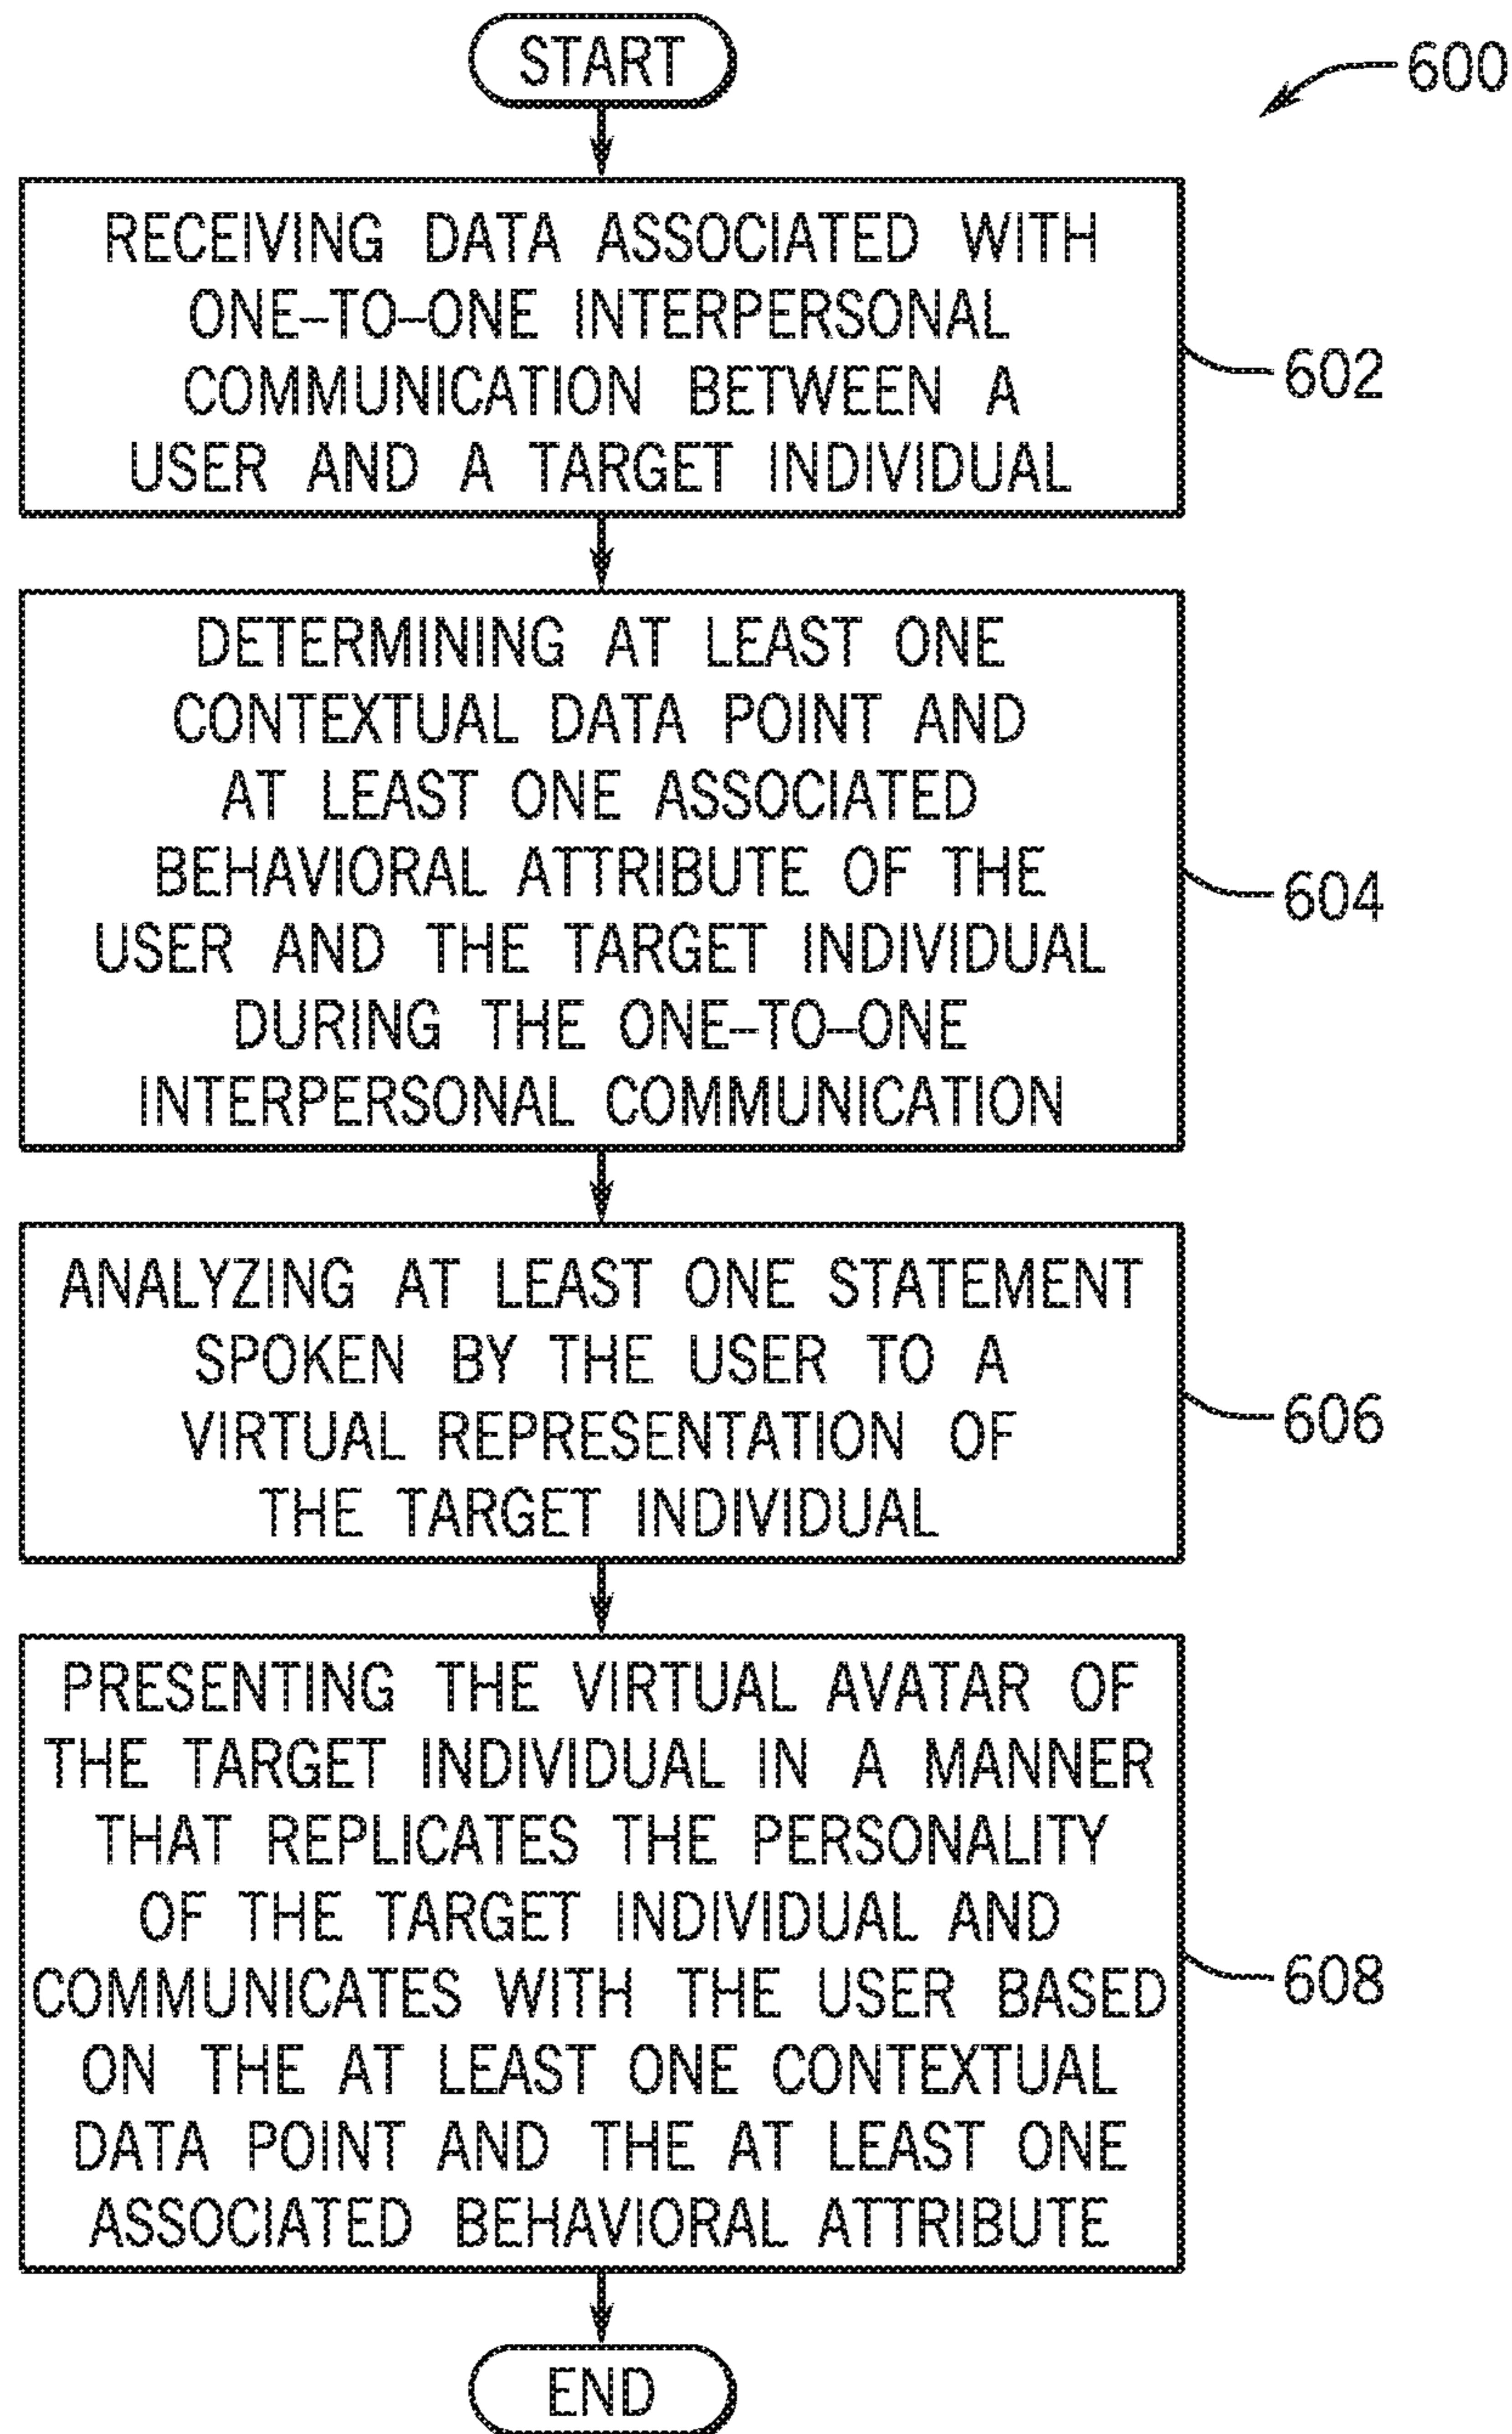 START
600
RECEIVING DATA ASSOCIATED WITH
ONE-TO-ONE INTERPERSONAL
COMMUNICATION BETWEEN A
USER AND A TARGET INDIVIDUAL
602
DETERMINING AT LEAST ONE
CONTEXTUAL DATA POINT AND
AT LEAST ONE ASSOCIATED
BEHAVIORAL ATTRIBUTE OF THE
USER AND THE TARGET INDIVIDUAL
DURING THE ONE-TO-ONE
INTERPERSONAL COMMUNICATION
604
ANALYZING AT LEAST ONE STATEMENT
SPOKEN BY THE USER TO A
VIRTUAL REPRESENTATION OF
THE TARGET INDIVIDUAL
606
PRESENTING THE VIRTUAL AVATAR OF
THE TARGET INDIVIDUAL IN A MANNER
THAT REPLICATES THE PERSONALITY
OF THE TARGET INDIVIDUAL AND
COMMUNICATES WITH THE USER BASED
ON THE AT LEAST ONE CONTEXTUAL
DATA POINT AND THE AT LEAST ONE
ASSOCIATED BEHAVIORAL ATTRIBUTE
608
END